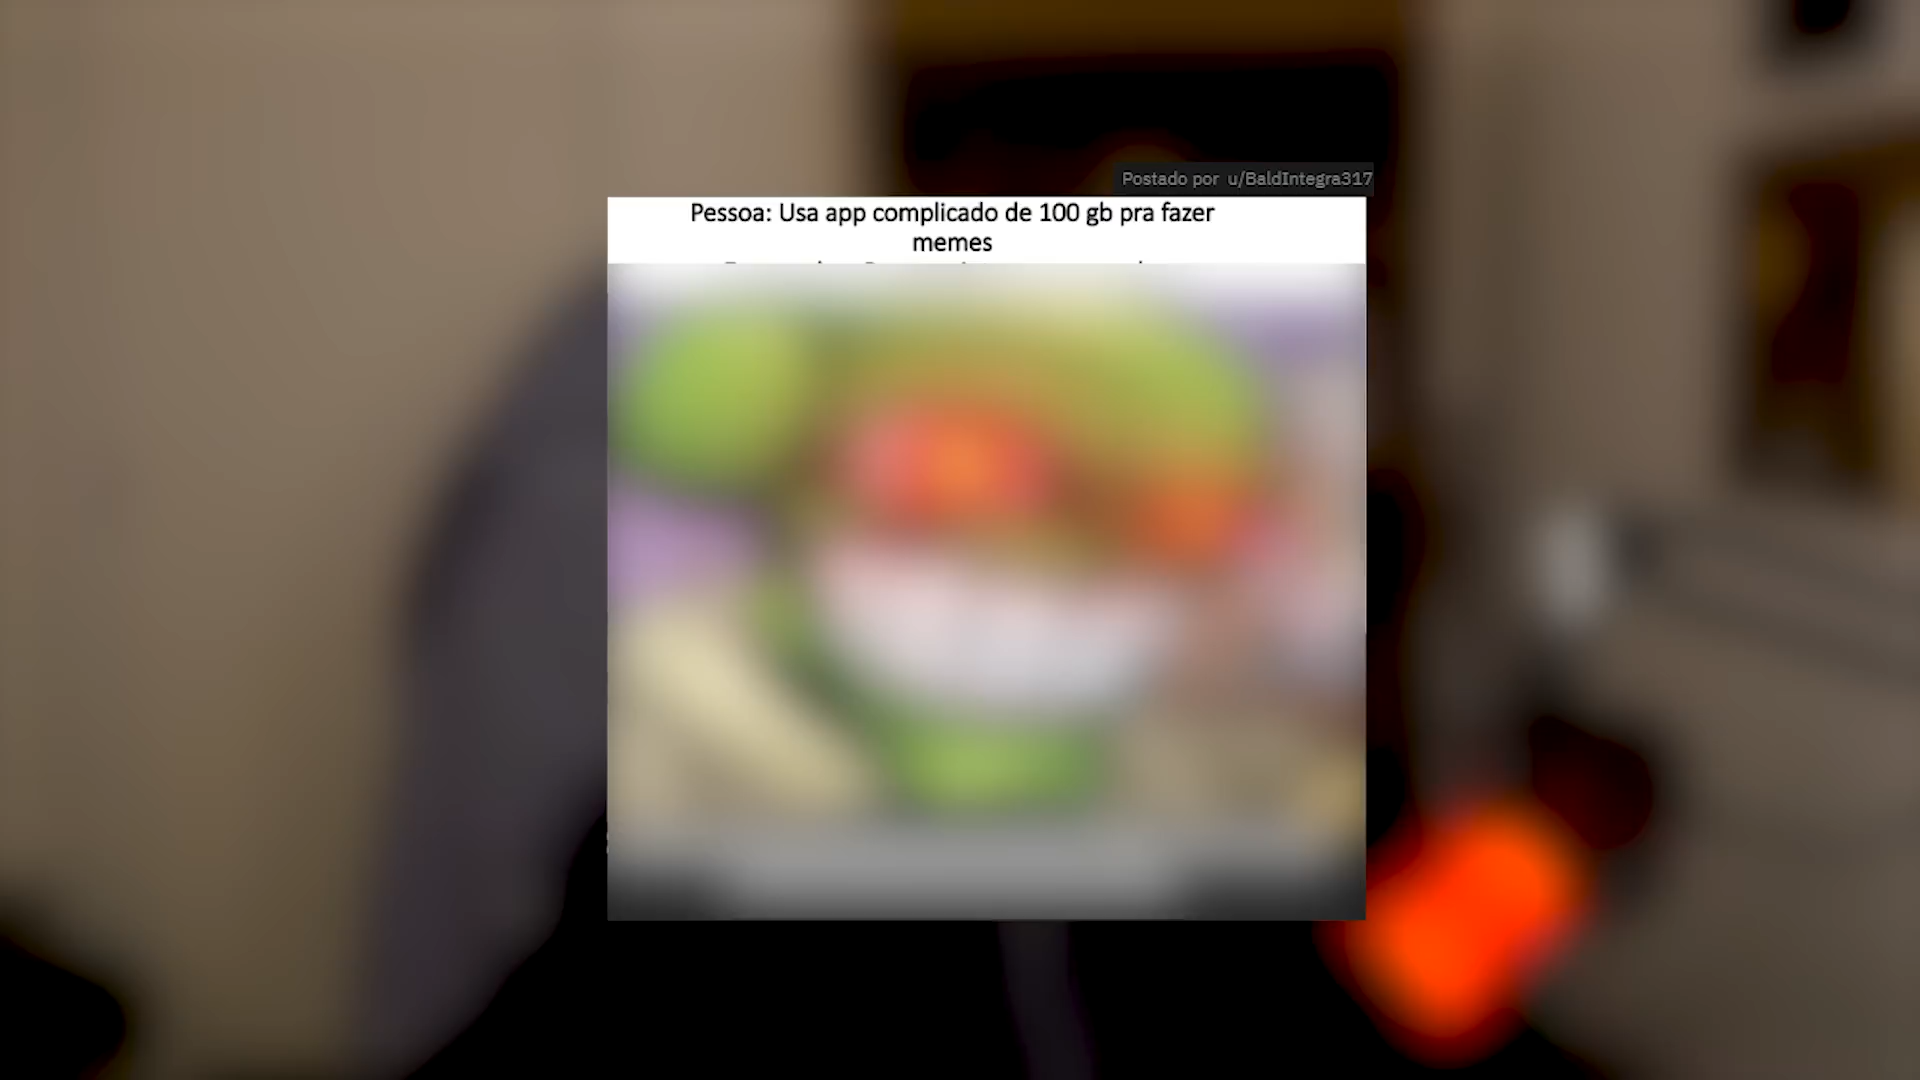 Postado por u/BaldIntegra317
Pessoa: Usa app complicado de 100 gb pra fazer
memes